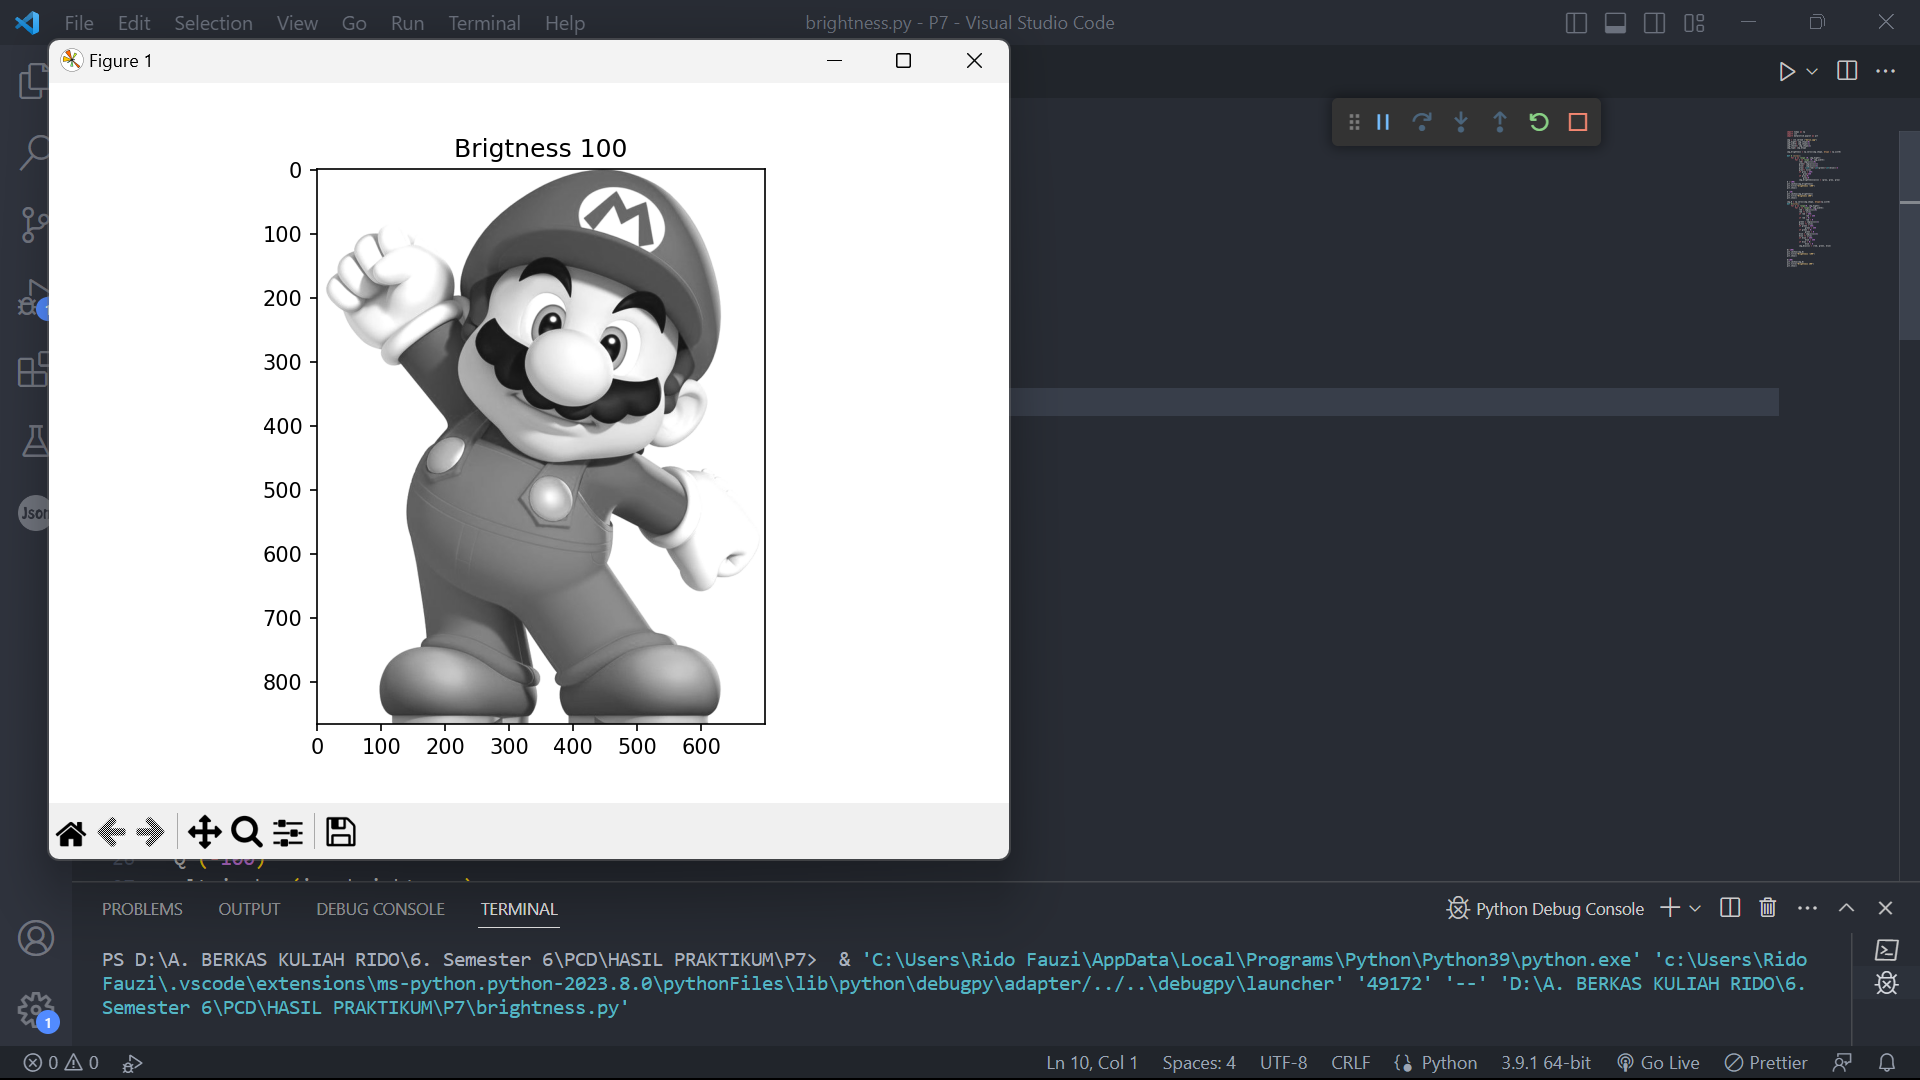 File Edit Selection View Go Run Terminal Help
brightness.py - P7 - Visual Studio Code
Figure 1
Brigtness 100
M
0
100
200
300
400
500
600
700
800
0 100 200 300 400 500 600
Json
1
PROBLEMS OUTPUT DEBUG CONSOLE TERMINAL
Python Debug Console
PS D:\A. BERKAS KULIAH RIDO\6. Semester 6\PCD\HASIL PRAKTIKUM\P7> & 'C:\Users\Rido Fauzi\AppData\Local\Programs\Python\Python39\python.exe' 'c:\Users\Rido
Fauzi\.vscode\extensions\ms-python.python-2023.8.0\pythonFiles\lib\python\debugpy\adapter/../..\debugpy\launcher' '49172' '--' 'D:\A. BERKAS KULIAH RIDO\6.
Semester 6\PCD\HASIL PRAKTIKUM\P7\brightness.py'
0 0
Ln 10, Col 1 Spaces: 4 UTF-8 CRLF Python 3.9.1 64-bit Go Live Prettier